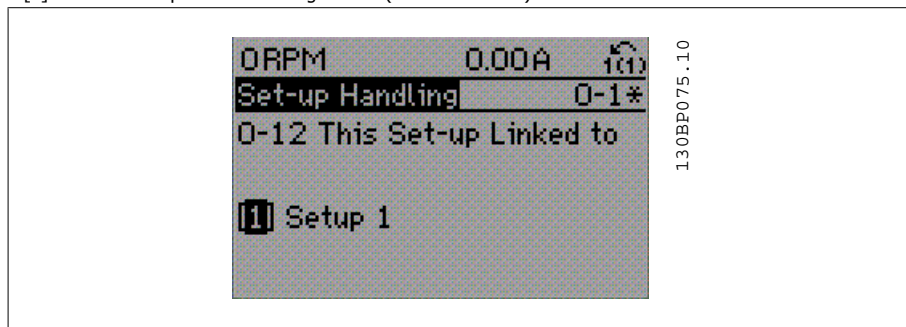 0RPM 0.00A 1(1)
Set-up Handling 0-1*
0-12 This Set-up Linked to
[1] Setup 1
130BP075.10